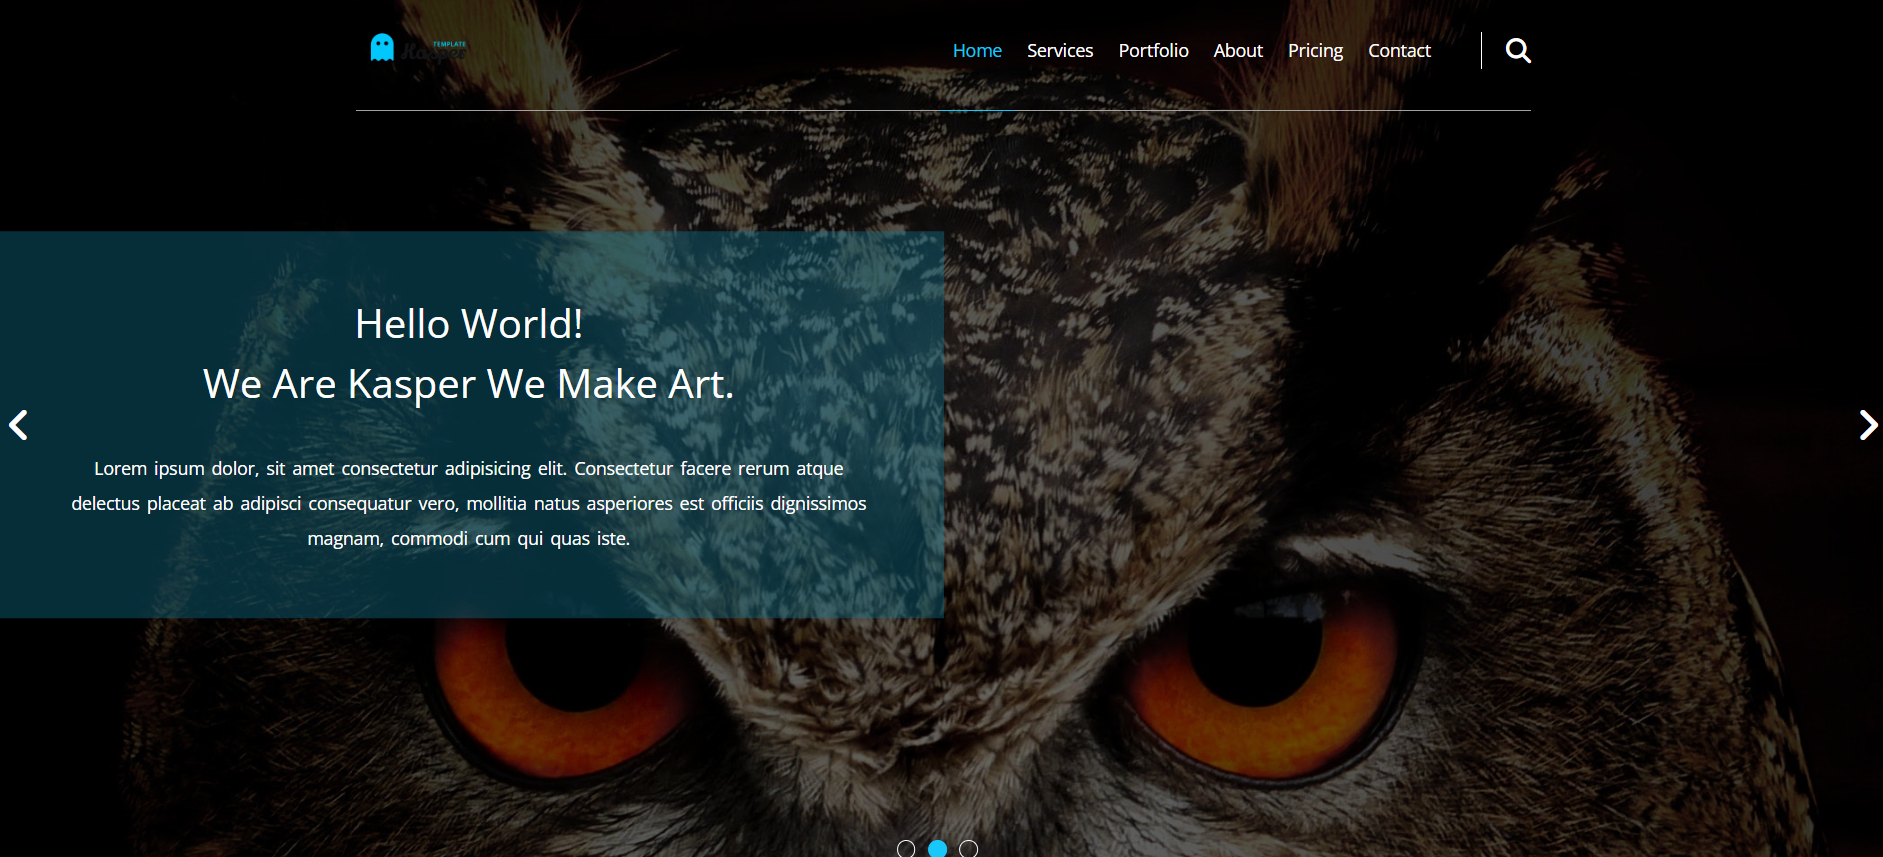 TEMPLATE
Kasper
Home Services Portfolio About Pricing Contact
Hello World!
We Are Kasper We Make Art.
Lorem ipsum dolor, sit amet consectetur adipisicing elit. Consectetur facere rerum atque
delectus placeat ab adipisci consequatur vero, mollitia natus asperiores est officiis dignissimos
magnam, commodi cum qui quas iste.